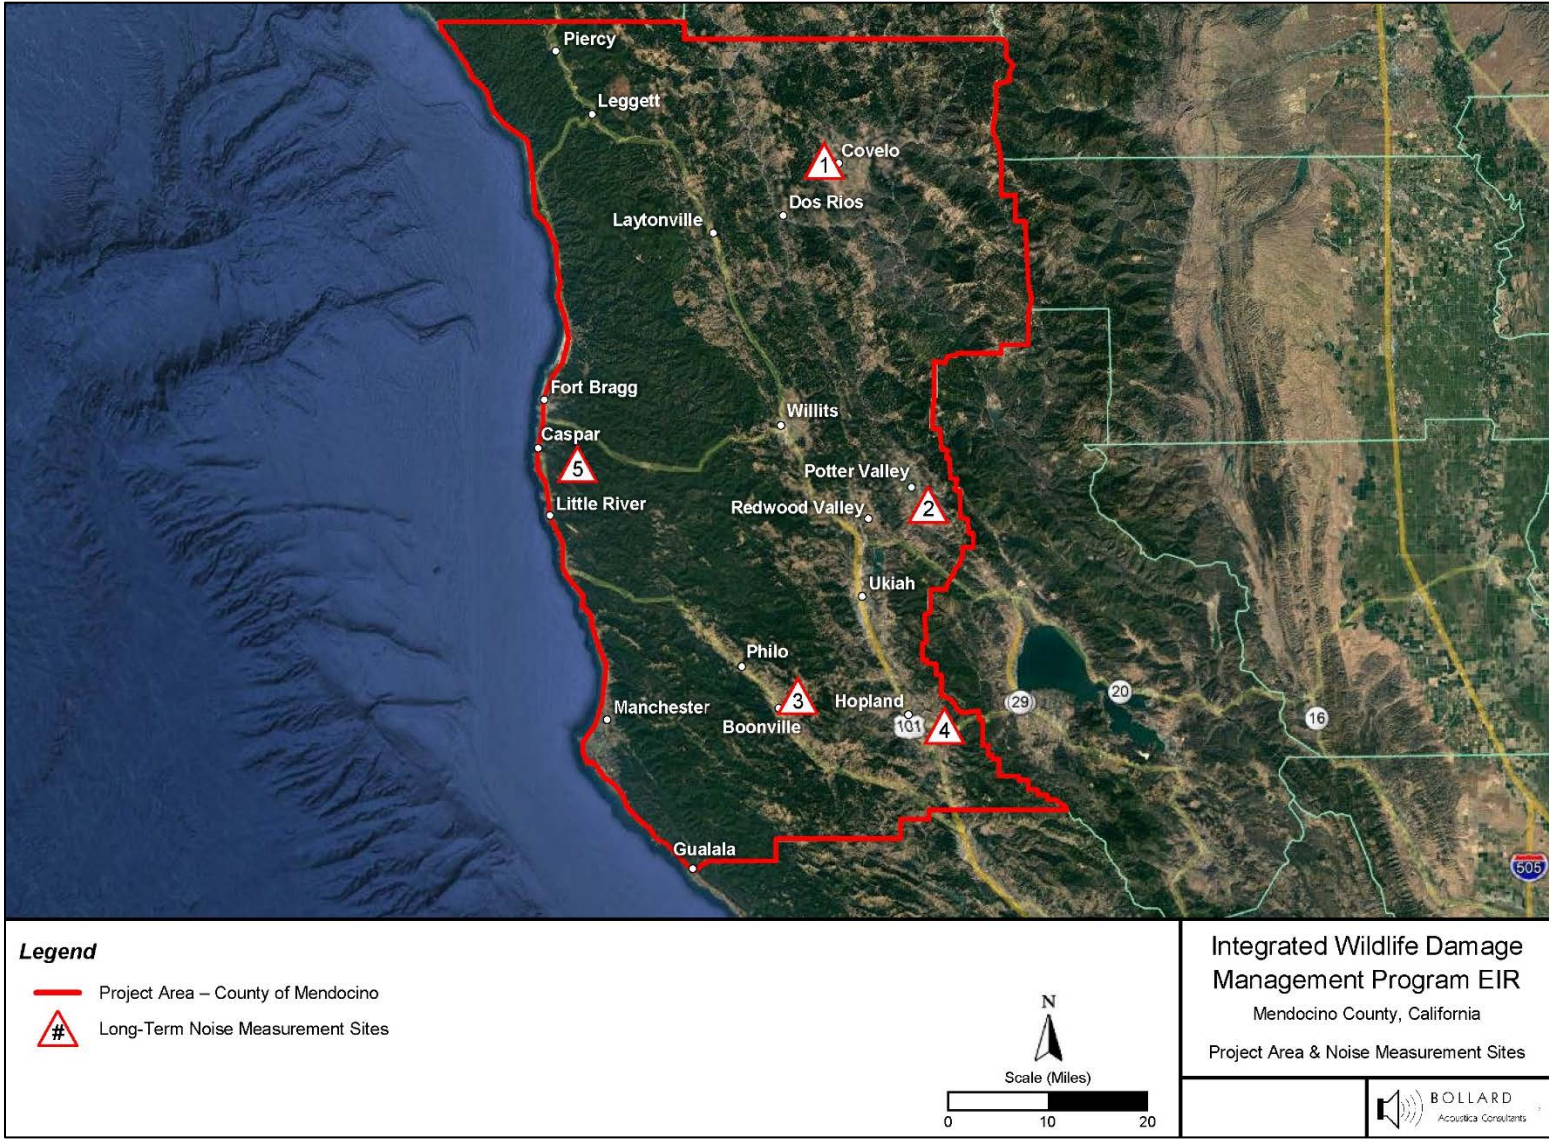 Piercy
Leggett
1
Covelo
Dos Rios
Laytonville
Fort Bragg
Willits
Caspar
5
Potter Valley
Little River
Redwood Valley
2
Ukiah
Philo
3
Hopland
Manchester
Boonville
101
4
29
20
16
Gualala
505
Legend
Project Area – County of Mendocino
# Long-Term Noise Measurement Sites
N
Scale (Miles)
0 10 20
Integrated Wildlife Damage
Management Program EIR
Mendocino County, California
Project Area & Noise Measurement Sites
BOLLARD
Acoustical Consultants